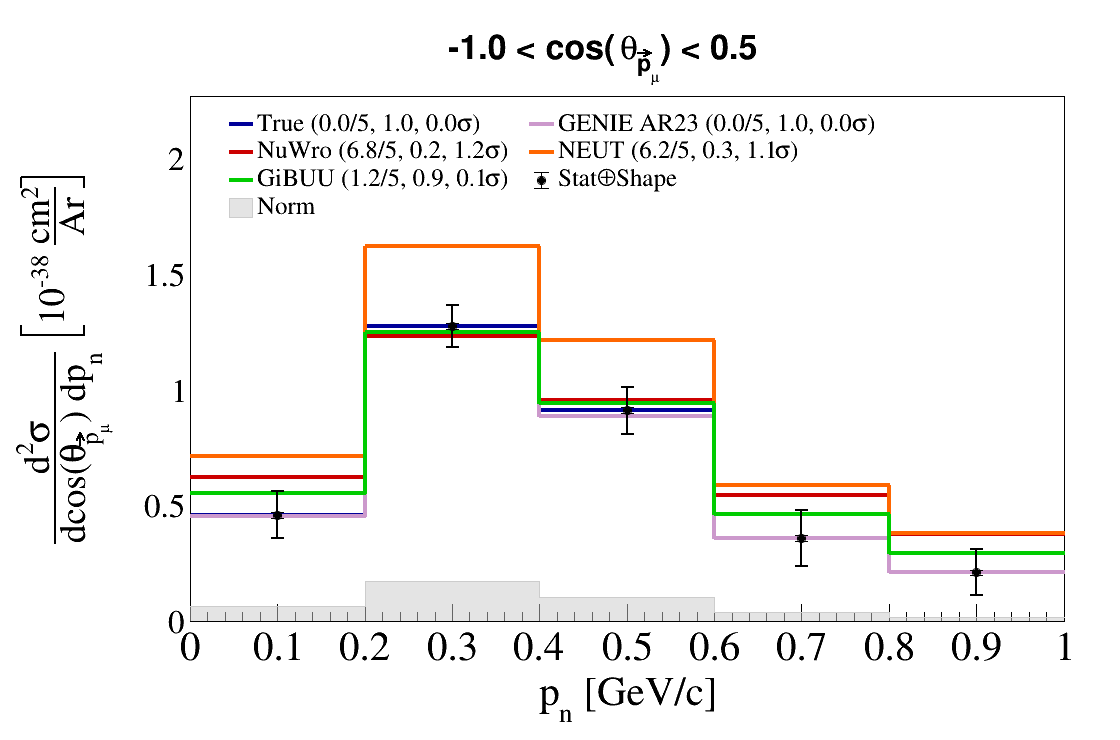 -1.0 < cos(θ_{\vec{p}_μ}) < 0.5
True (0.0/5, 1.0, 0.0σ)
GENIE AR23 (0.0/5, 1.0, 0.0σ)
NuWro (6.8/5, 0.2, 1.2σ)
NEUT (6.2/5, 0.3, 1.1σ)
GiBUU (1.2/5, 0.9, 0.1σ)
Stat⊕Shape
Norm
d²σ / dcos(θ_{\vec{p}_μ}) dp_n [10⁻³⁸ cm²/Ar]
2
1.5
1
0.5
0
0 0.1 0.2 0.3 0.4 0.5 0.6 0.7 0.8 0.9 1
p_n [GeV/c]